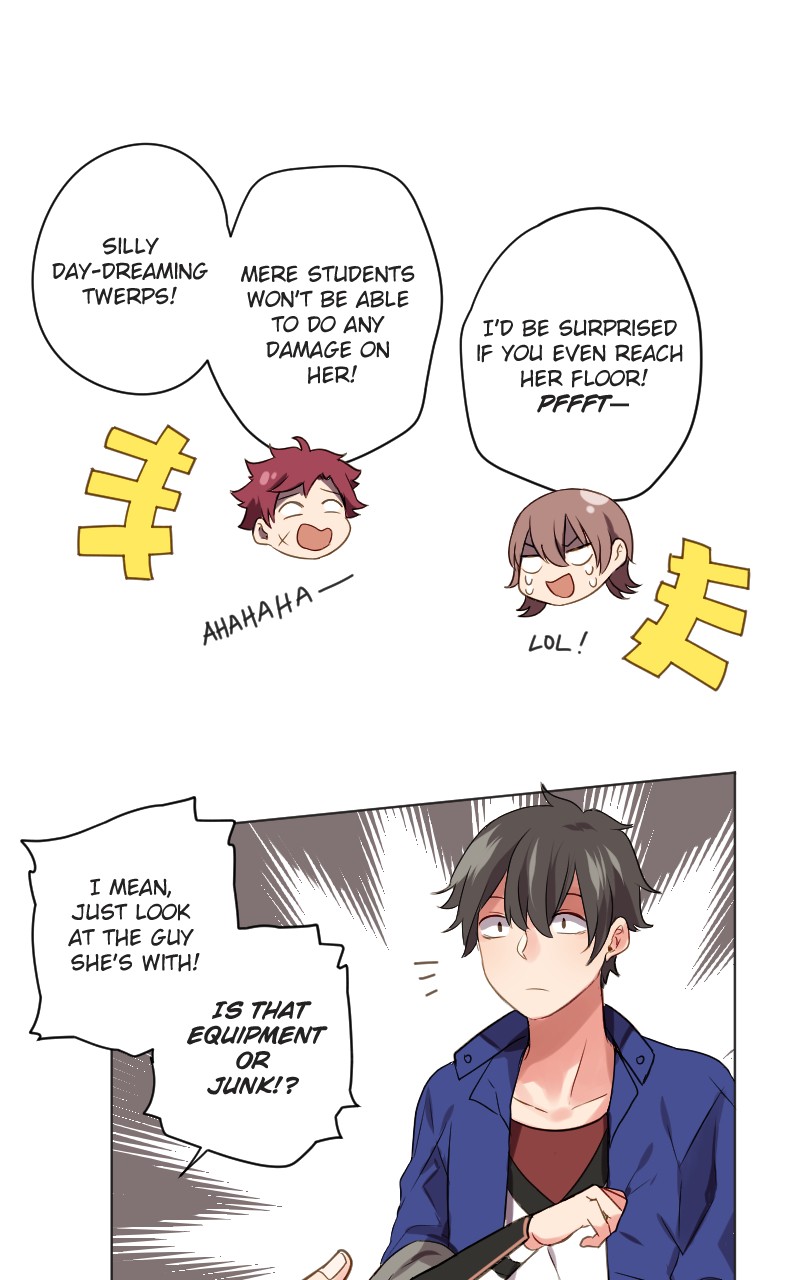 SILLY
DAY-DREAMING
TWERPS!
MERE STUDENTS
WON'T BE ABLE
TO DO ANY
DAMAGE ON
HER!
I'D BE SURPRISED
IF YOU EVEN REACH
HER FLOOR!
PFFFT—
AHAHAHA—
LOL!
I MEAN,
JUST LOOK
AT THE GUY
SHE'S WITH!
IS THAT
EQUIPMENT
OR
JUNK!?